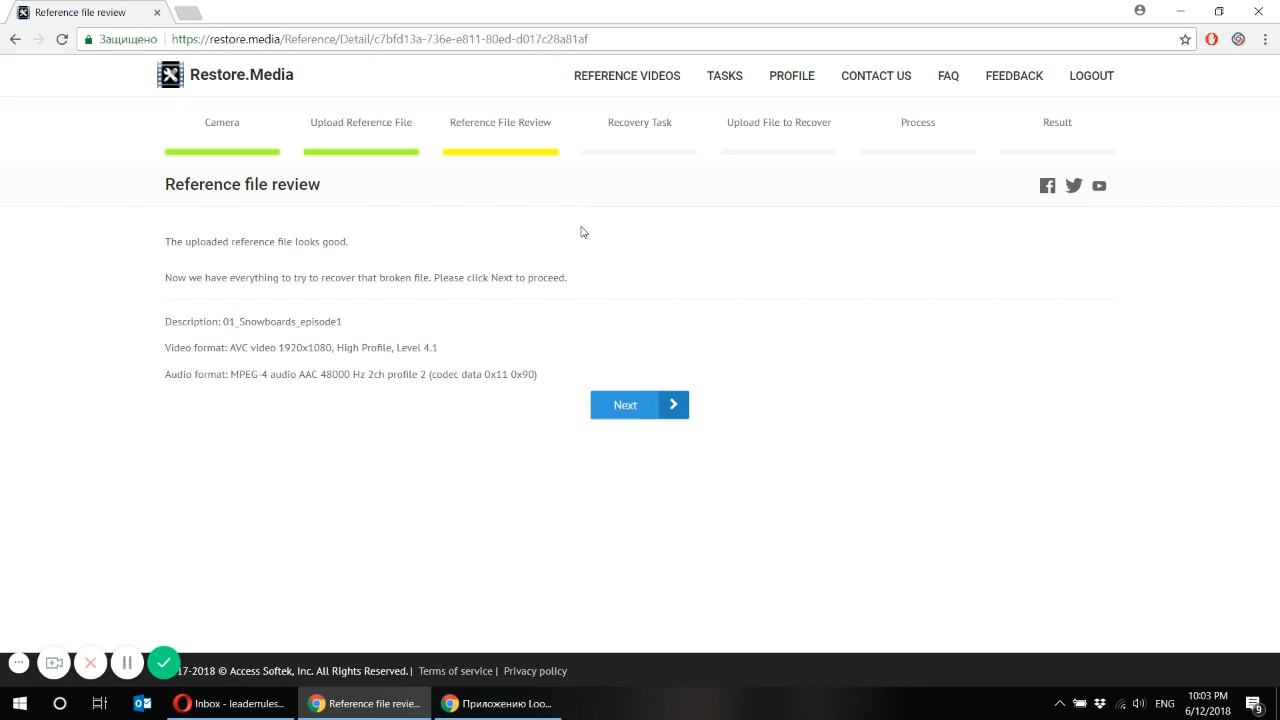 Reference file review
Защищено
https://restore.media/Reference/Detail/c7bfd13a-736e-e811-80ed-d017c28a81af
Restore.Media
REFERENCE VIDEOS TASKS PROFILE CONTACT US FAQ FEEDBACK LOGOUT
Camera Upload Reference File Reference File Review Recovery Task Upload File to Recover Process Result
Reference file review
The uploaded reference file looks good.
Now we have everything to try to recover that broken file. Please click Next to proceed.
Description: 01_Snowboards_episode1
Video format: AVC video 1920x1080, High Profile, Level 4.1
Audio format: MPEG-4 audio AAC 48000 Hz 2ch profile 2 (codec data 0x11 0x90)
Next
17-2018 © Access Softek, Inc. All Rights Reserved. | Terms of service | Privacy policy
Inbox - leaderrules... Reference file revie... Приложению Loo... ENG 10:03 PM
6/12/2018
9